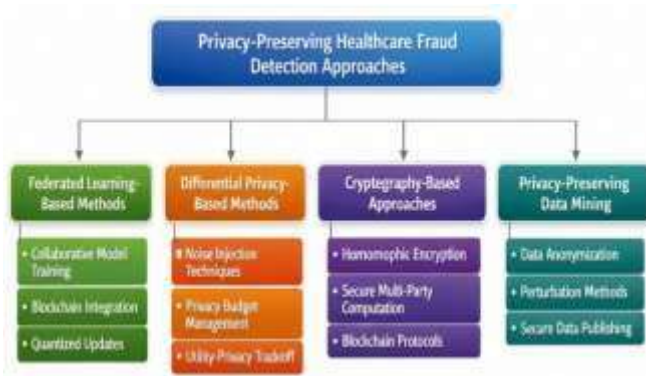 Privacy-Preserving Healthcare Fraud
Detection Approaches
Federated Learning-
Based Methods
• Collaborative Model
Training
• Blockchain Integration
• Quantized Updates
Differential Privacy-
Based Methods
• Noise Injection
Techniques
• Privacy Budget
Management
• Utility-Privacy Tradeoff
Cryptegraphy-Based
Approaches
• Homomophic Encryption
• Secure Multi-Party
Computation
• Blockchain Protocols
Privacy-Preserving
Data Mining
• Data Anonymization
• Perturbation Methods
• Secure Data Publishing